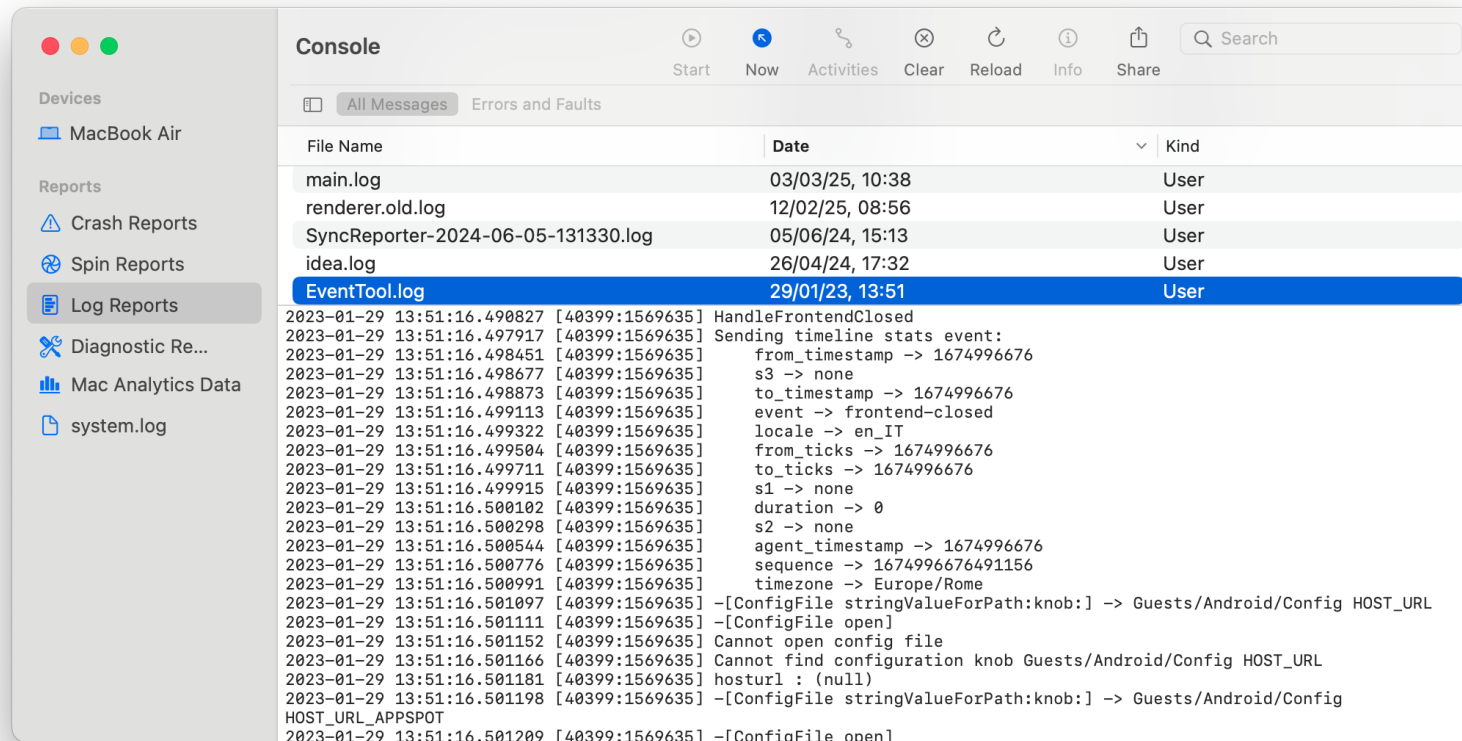 Console
Start
Now
Activities
Clear
Reload
Info
Share
Search
Devices
MacBook Air
Reports
Crash Reports
Spin Reports
Log Reports
Diagnostic Re...
Mac Analytics Data
system.log
All Messages Errors and Faults
File Name Date Kind
main.log 03/03/25, 10:38 User
renderer.old.log 12/02/25, 08:56 User
SyncReporter-2024-06-05-131330.log 05/06/24, 15:13 User
idea.log 26/04/24, 17:32 User
EventTool.log 29/01/23, 13:51 User
2023-01-29 13:51:16.490827 [40399:1569635] HandleFrontendClosed
2023-01-29 13:51:16.497917 [40399:1569635] Sending timeline stats event:
2023-01-29 13:51:16.498451 [40399:1569635]     from_timestamp -> 1674996676
2023-01-29 13:51:16.498677 [40399:1569635]     s3 -> none
2023-01-29 13:51:16.498873 [40399:1569635]     to_timestamp -> 1674996676
2023-01-29 13:51:16.499113 [40399:1569635]     event -> frontend-closed
2023-01-29 13:51:16.499322 [40399:1569635]     locale -> en_IT
2023-01-29 13:51:16.499504 [40399:1569635]     from_ticks -> 1674996676
2023-01-29 13:51:16.499711 [40399:1569635]     to_ticks -> 1674996676
2023-01-29 13:51:16.499915 [40399:1569635]     s1 -> none
2023-01-29 13:51:16.500102 [40399:1569635]     duration -> 0
2023-01-29 13:51:16.500298 [40399:1569635]     s2 -> none
2023-01-29 13:51:16.500544 [40399:1569635]     agent_timestamp -> 1674996676
2023-01-29 13:51:16.500776 [40399:1569635]     sequence -> 1674996676491156
2023-01-29 13:51:16.500991 [40399:1569635]     timezone -> Europe/Rome
2023-01-29 13:51:16.501097 [40399:1569635] -[ConfigFile stringValueForPath:knob:] -> Guests/Android/Config HOST_URL
2023-01-29 13:51:16.501111 [40399:1569635] -[ConfigFile open]
2023-01-29 13:51:16.501152 [40399:1569635] Cannot open config file
2023-01-29 13:51:16.501166 [40399:1569635] Cannot find configuration knob Guests/Android/Config HOST_URL
2023-01-29 13:51:16.501181 [40399:1569635] hosturl : (null)
2023-01-29 13:51:16.501198 [40399:1569635] -[ConfigFile stringValueForPath:knob:] -> Guests/Android/Config
HOST_URL_APPSPOT
2023-01-29 13:51:16.501209 [40399:1569635] -[ConfigFile open]